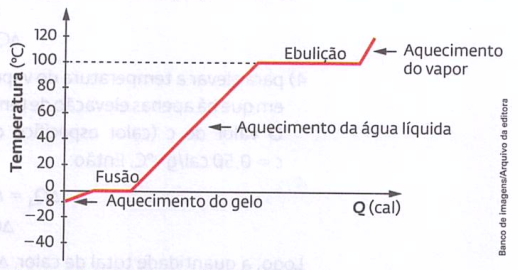 Temperatura (°C)
120
100
80
60
40
20
0
−8
−20
−40
Ebulição
Aquecimento
do vapor
Aquecimento da água líquida
Fusão
Aquecimento do gelo
Q (cal)
Banco de imagens/Arquivo da editora